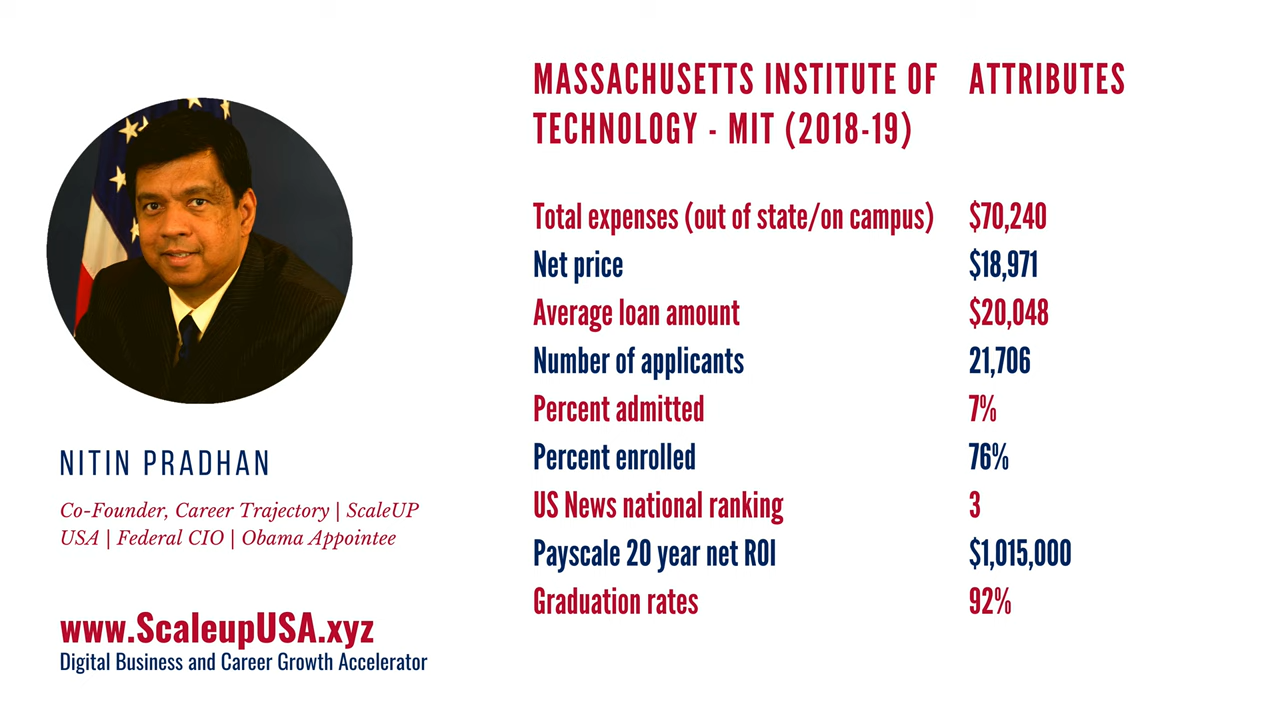 MASSACHUSETTS INSTITUTE OF ATTRIBUTES
TECHNOLOGY - MIT (2018-19)
Total expenses (out of state/on campus) $70,240
Net price $18,971
Average loan amount $20,048
Number of applicants 21,706
Percent admitted 7%
Percent enrolled 76%
US News national ranking 3
Payscale 20 year net ROI $1,015,000
Graduation rates 92%
NITIN PRADHAN
Co-Founder, Career Trajectory | ScaleUP
USA | Federal CIO | Obama Appointee
www.ScaleupUSA.xyz
Digital Business and Career Growth Accelerator